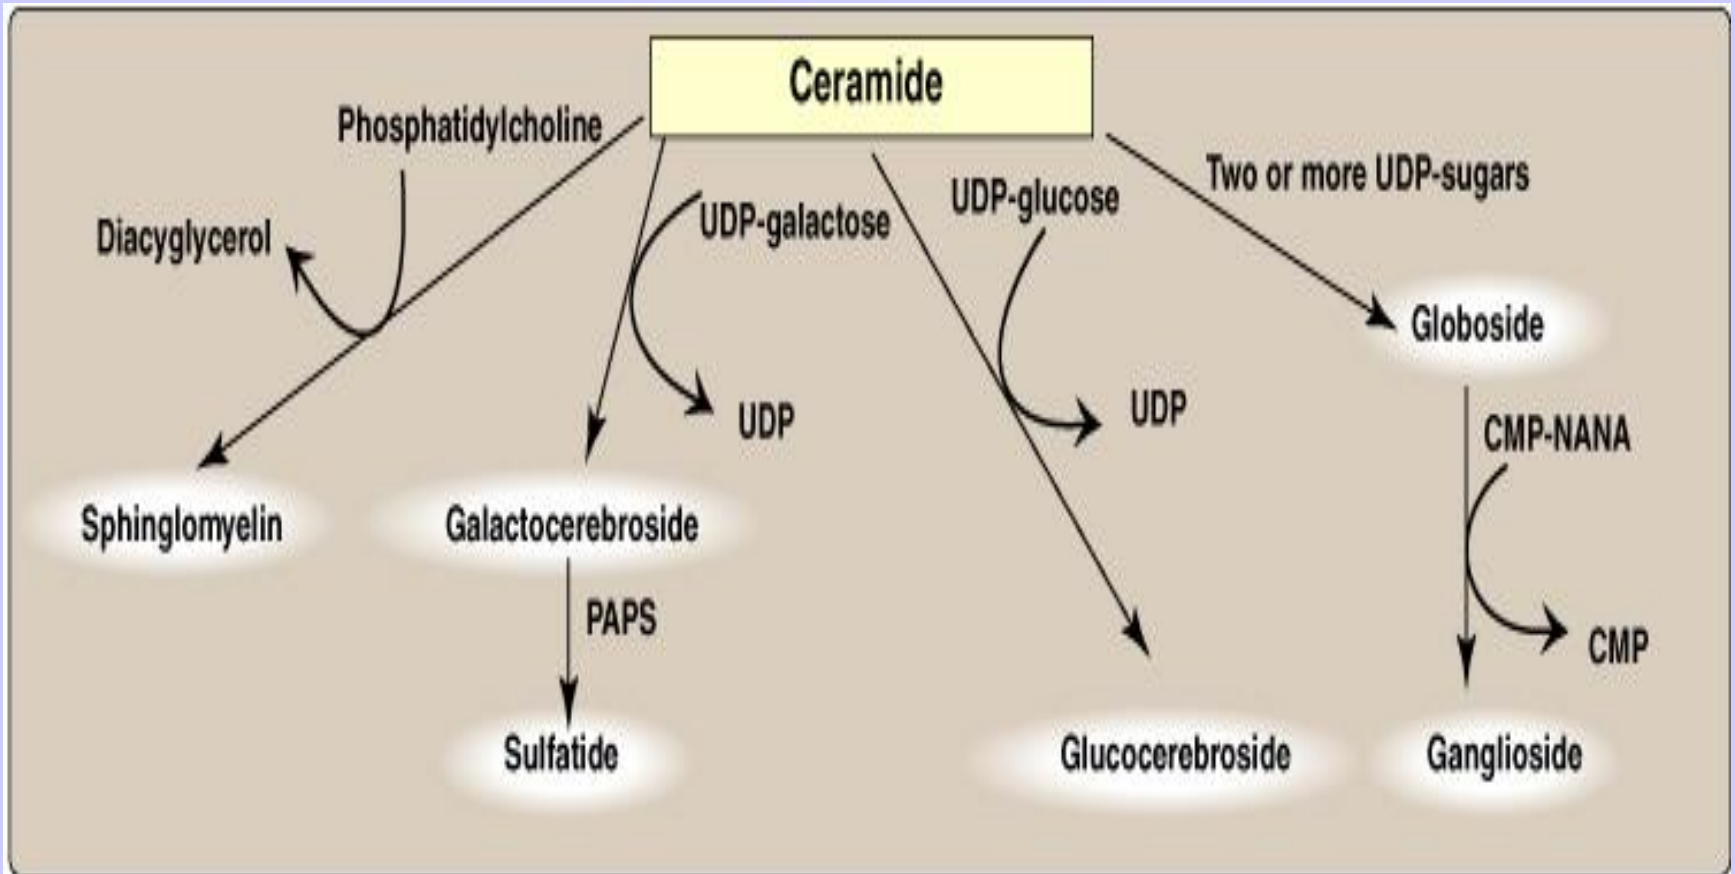 Ceramide
Phosphatidylcholine
Two or more UDP-sugars
UDP-glucose
UDP-galactose
Diacyglycerol
Globoside
UDP
UDP
CMP-NANA
Sphinglomyelin
Galactocerebroside
PAPS
CMP
Sulfatide
Glucocerebroside
Ganglioside